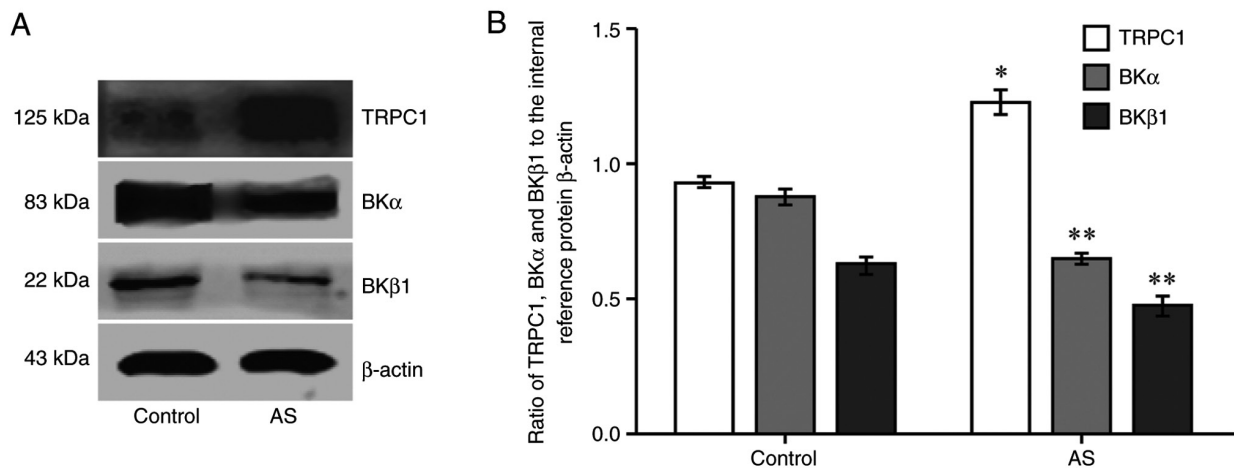 A
125 kDa
TRPC1
83 kDa
BKα
22 kDa
BKβ1
43 kDa
β-actin
Control
AS
B
Ratio of TRPC1, BKα and BKβ1 to the internal
reference protein β-actin
1.5
1.0
0.5
0.0
TRPC1
BKα
BKβ1
*
**
**
Control
AS